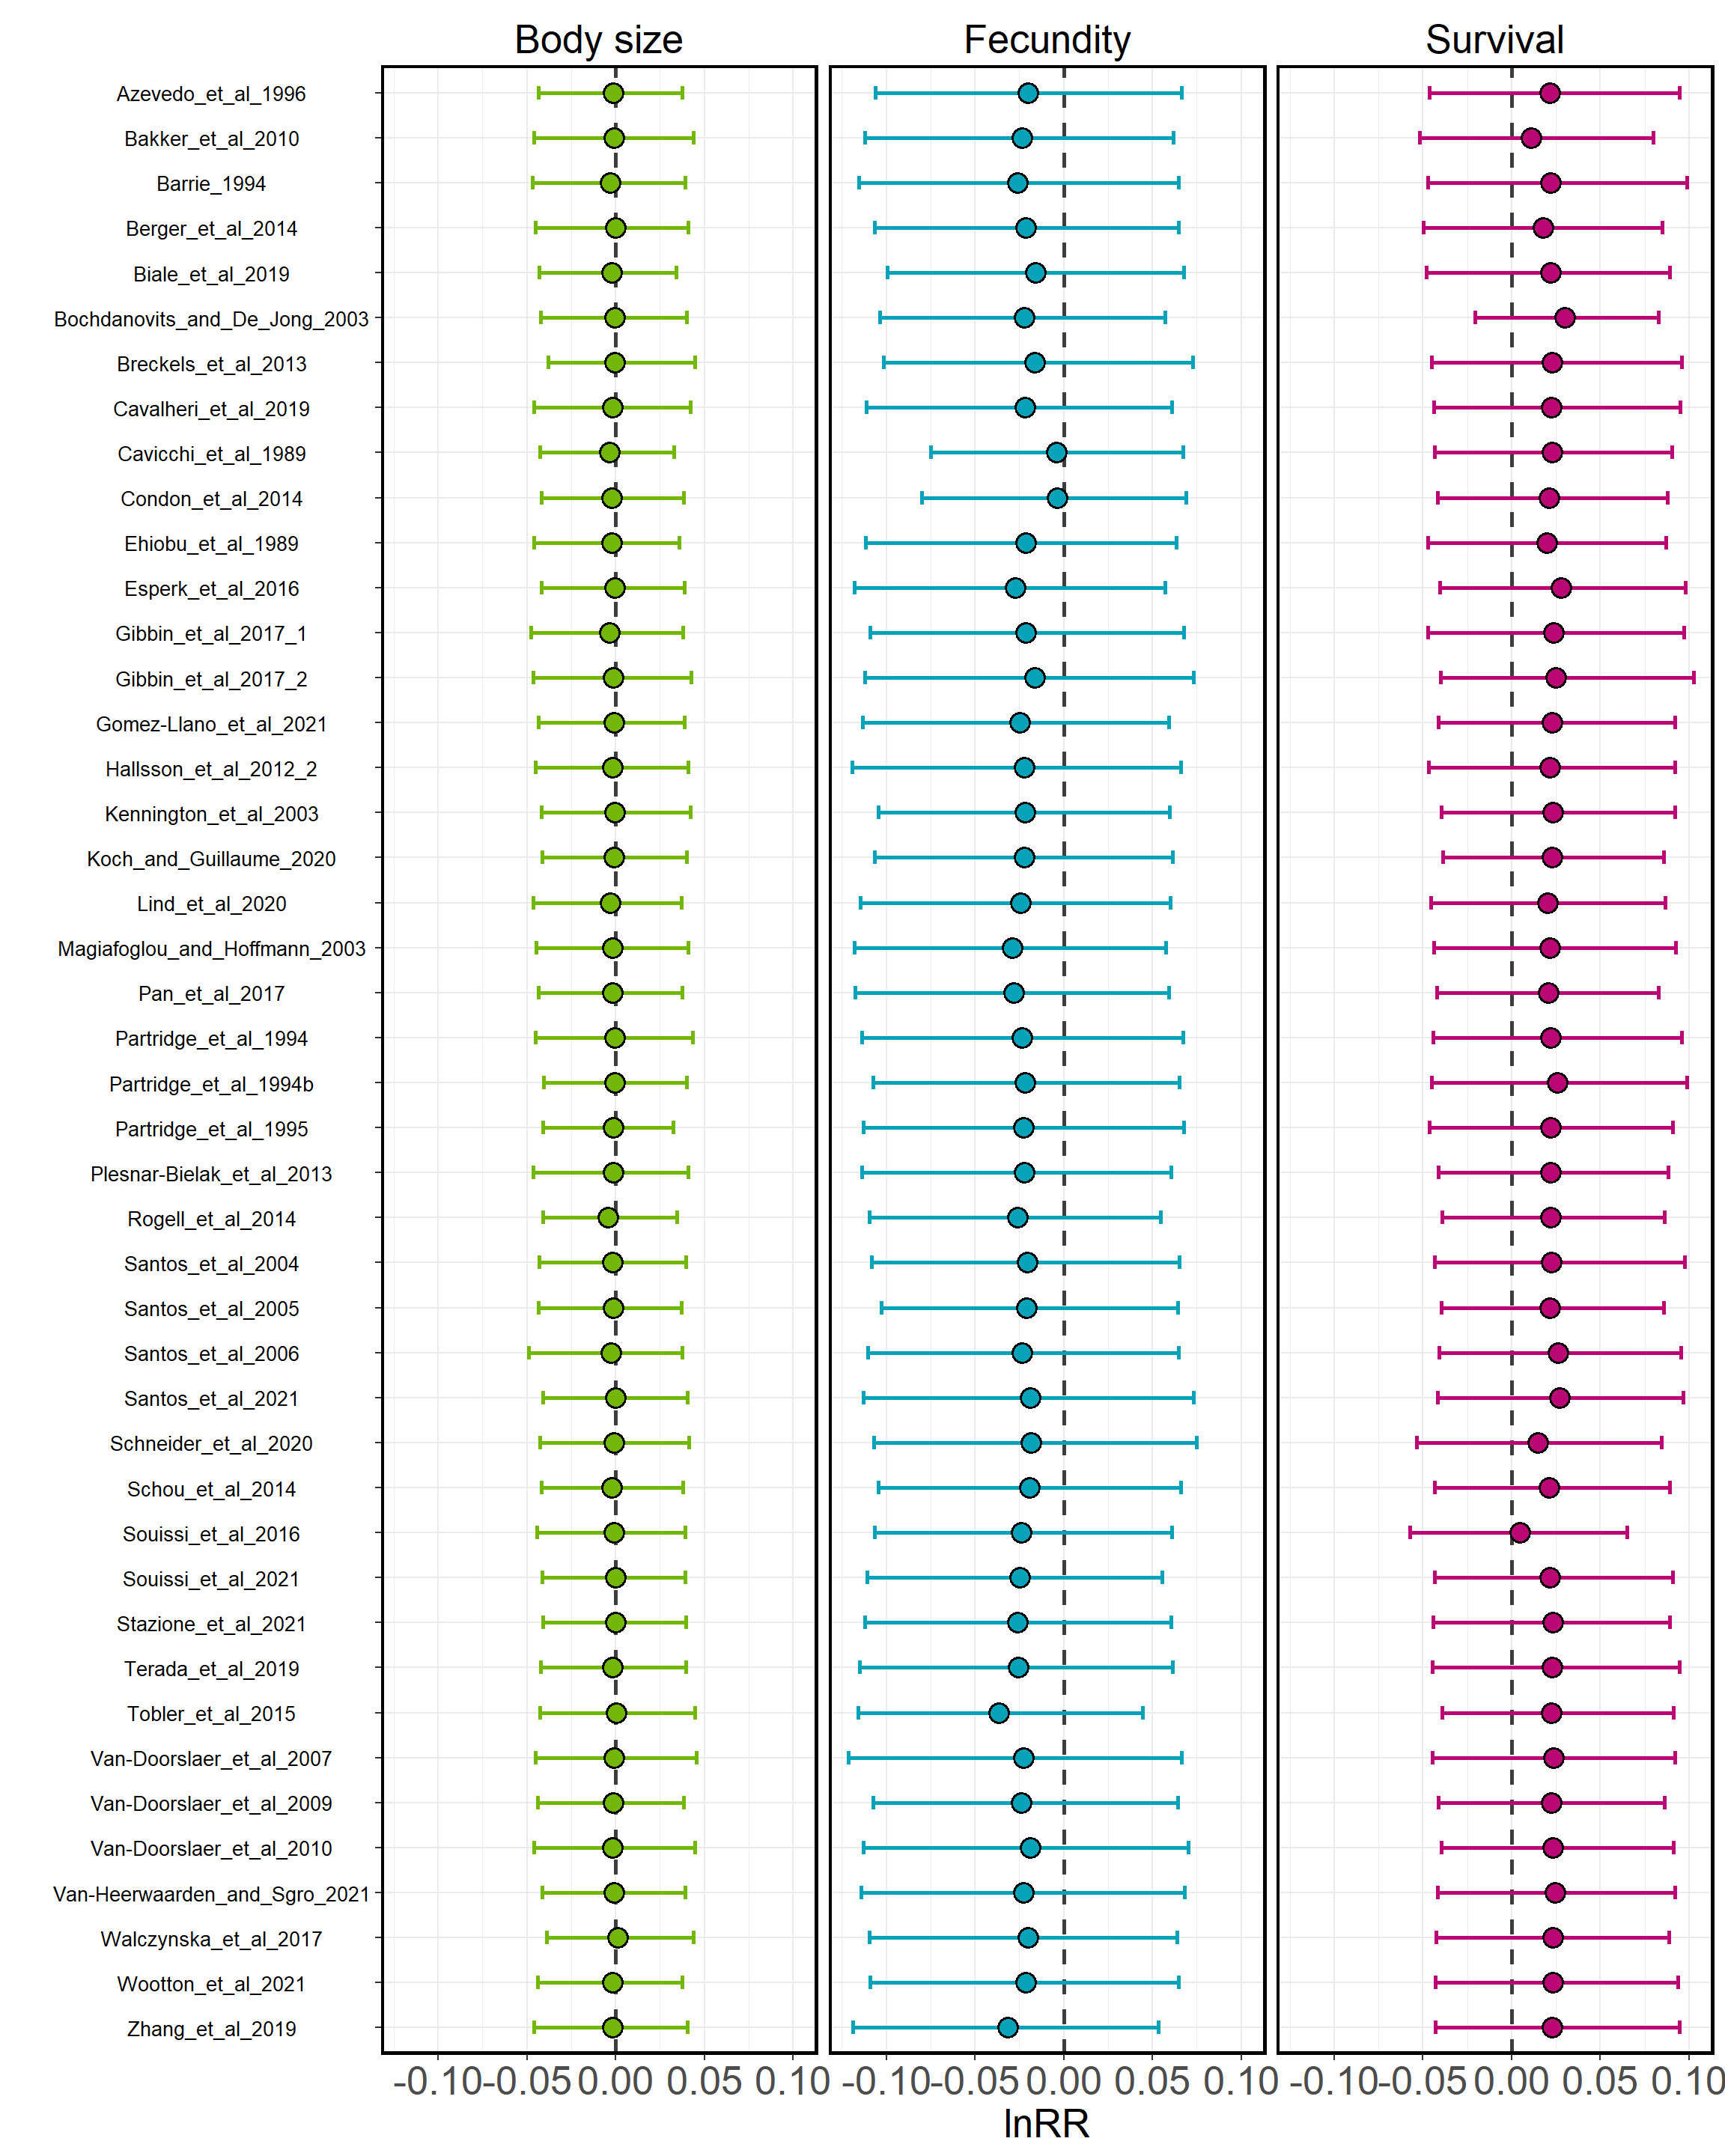 Body size Fecundity Survival
Azevedo_et_al_1996
Bakker_et_al_2010
Barrie_1994
Berger_et_al_2014
Biale_et_al_2019
Bochdanovits_and_De_Jong_2003
Breckels_et_al_2013
Cavalheri_et_al_2019
Cavicchi_et_al_1989
Condon_et_al_2014
Ehiobu_et_al_1989
Esperk_et_al_2016
Gibbin_et_al_2017_1
Gibbin_et_al_2017_2
Gomez-Llano_et_al_2021
Hallsson_et_al_2012_2
Kennington_et_al_2003
Koch_and_Guillaume_2020
Lind_et_al_2020
Magiafoglou_and_Hoffmann_2003
Pan_et_al_2017
Partridge_et_al_1994
Partridge_et_al_1994b
Partridge_et_al_1995
Plesnar-Bielak_et_al_2013
Rogell_et_al_2014
Santos_et_al_2004
Santos_et_al_2005
Santos_et_al_2006
Santos_et_al_2021
Schneider_et_al_2020
Schou_et_al_2014
Souissi_et_al_2016
Souissi_et_al_2021
Stazione_et_al_2021
Terada_et_al_2019
Tobler_et_al_2015
Van-Doorslaer_et_al_2007
Van-Doorslaer_et_al_2009
Van-Doorslaer_et_al_2010
Van-Heerwaarden_and_Sgro_2021
Walczynska_et_al_2017
Wootton_et_al_2021
Zhang_et_al_2019
-0.10 -0.05 0.00 0.05 0.10 -0.10 -0.05 0.00 0.05 0.10 -0.10 -0.05 0.00 0.05 0.10
lnRR